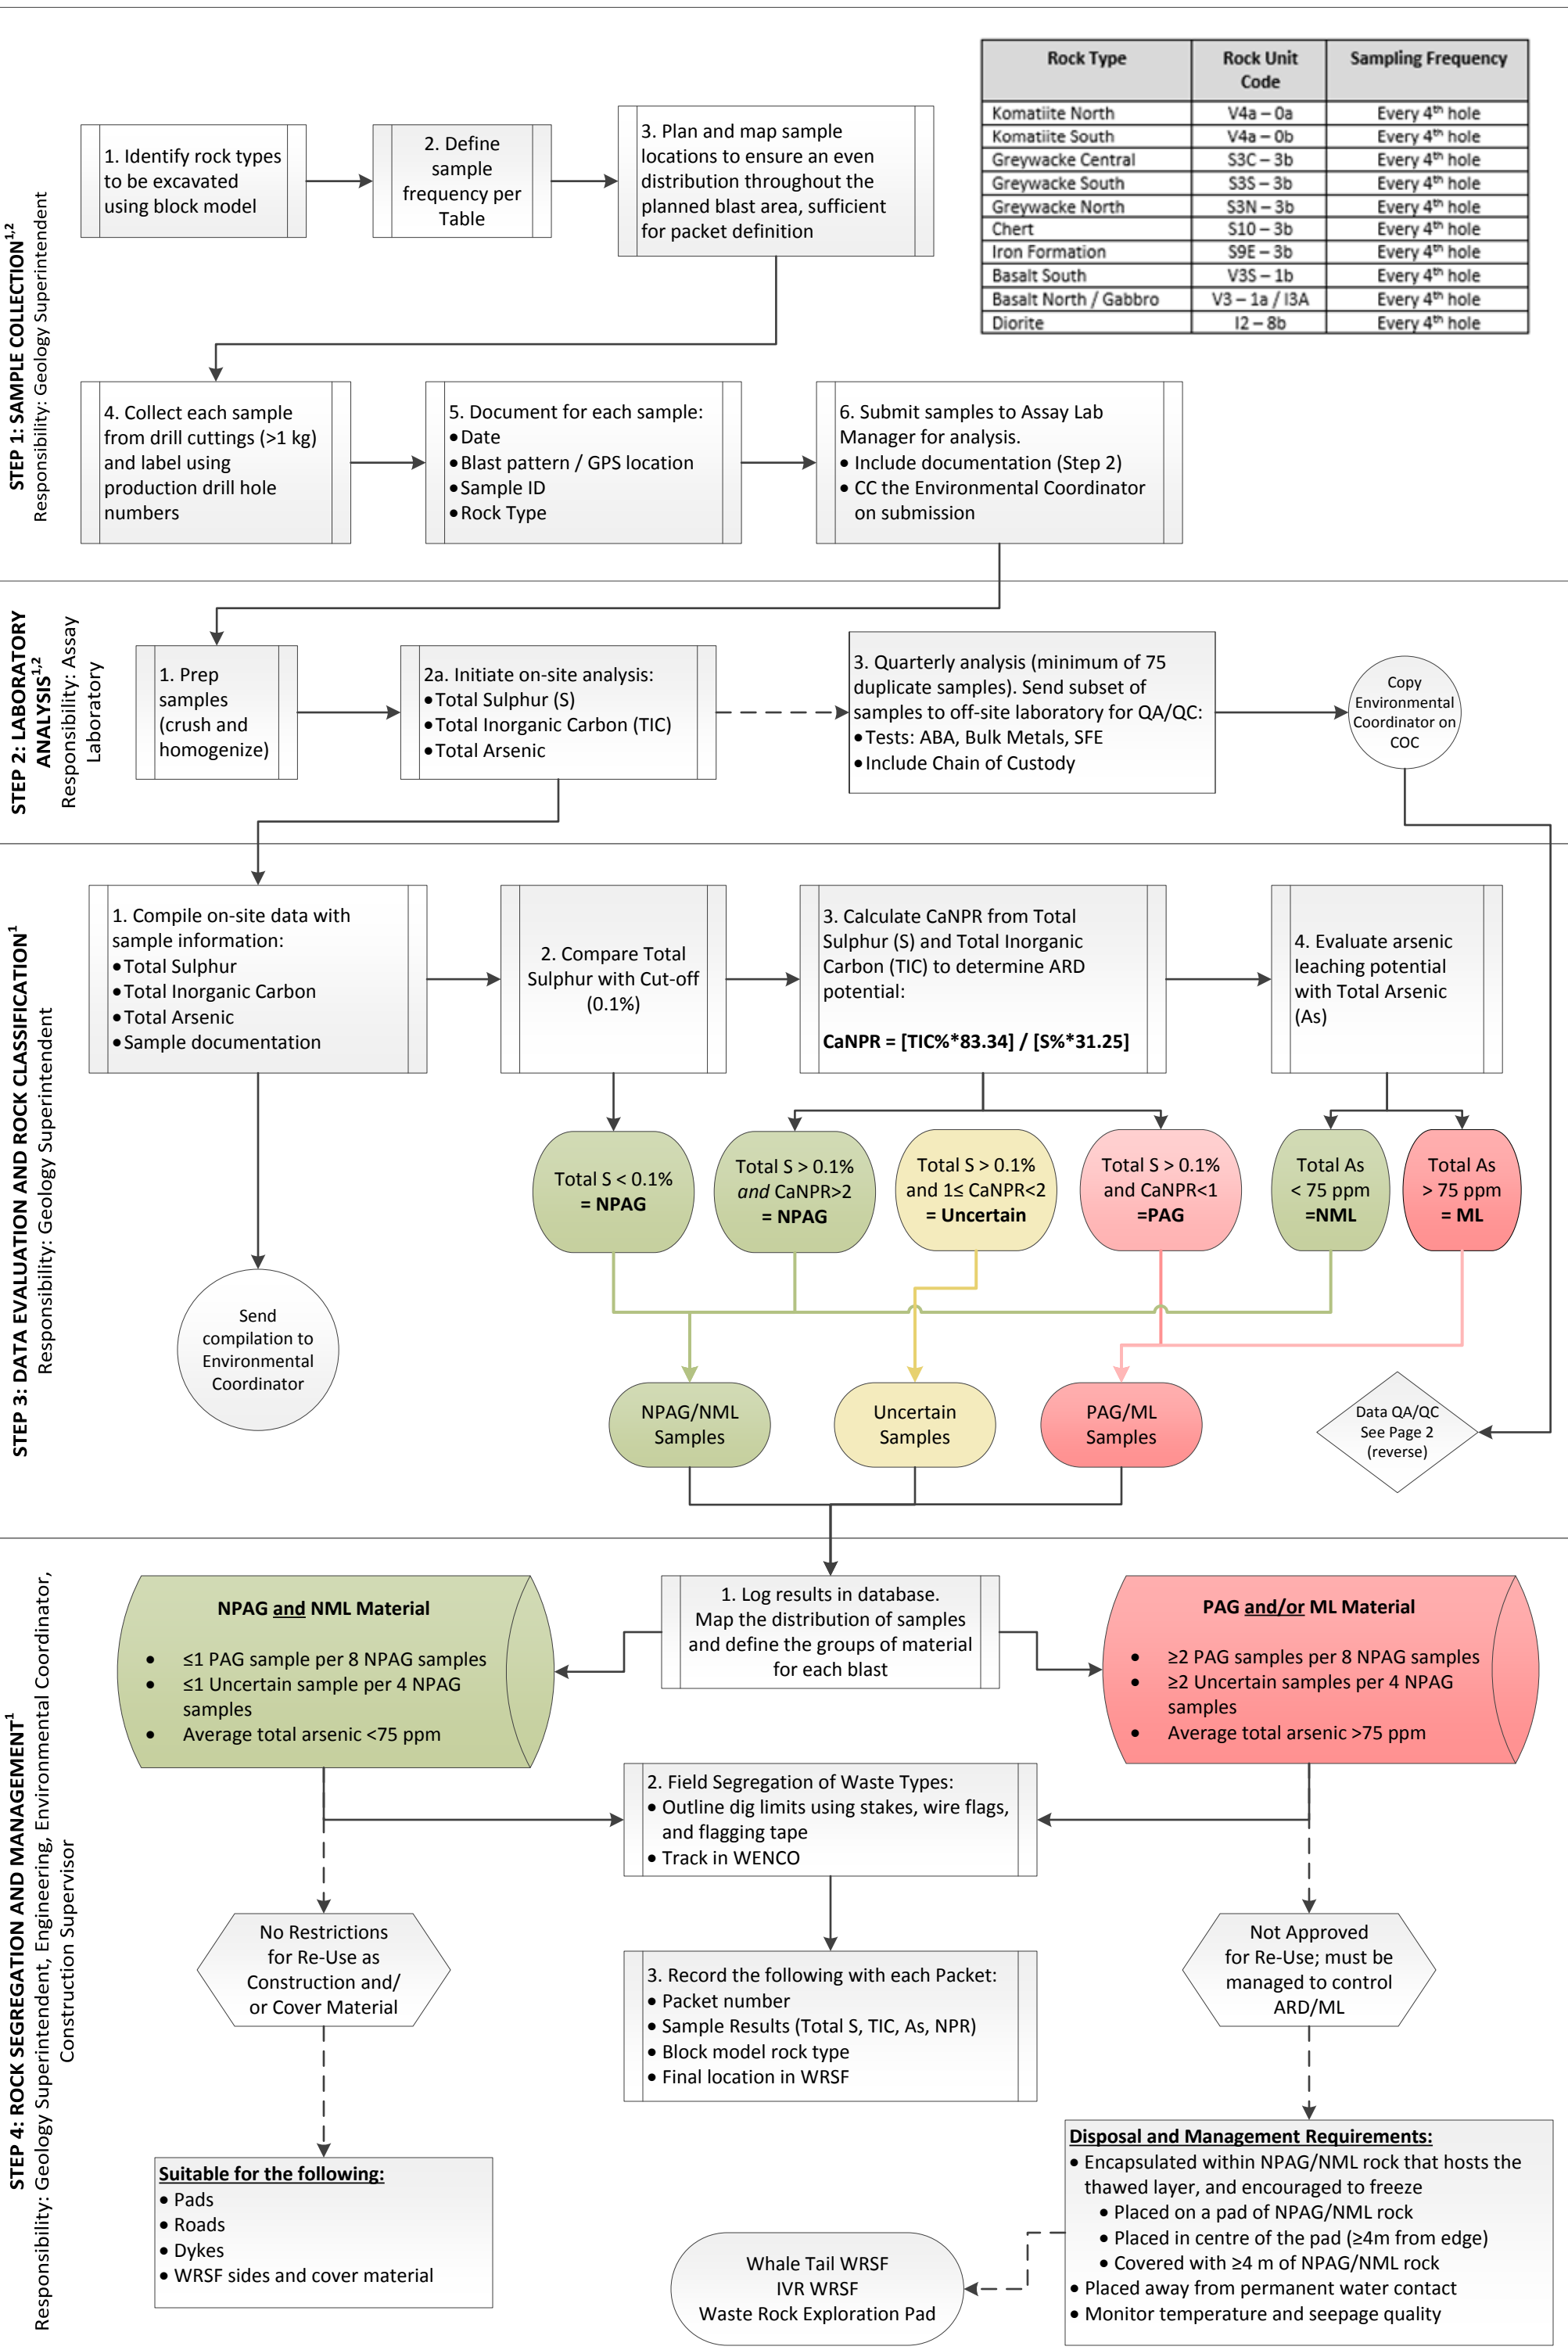 STEP 1: SAMPLE COLLECTION1,2
Responsibility: Geology Superintendent
1. Identify rock types
to be excavated
using block model
2. Define
sample
frequency per
Table
3. Plan and map sample
locations to ensure an even
distribution throughout the
planned blast area, sufficient
for packet definition
Rock Type Rock Unit Code Sampling Frequency
Komatiite North V4a – 0a Every 4th hole
Komatiite South V4a – 0b Every 4th hole
Greywacke Central S3C – 3b Every 4th hole
Greywacke South S3S – 3b Every 4th hole
Greywacke North S3N – 3b Every 4th hole
Chert S10 – 3b Every 4th hole
Iron Formation S9E – 3b Every 4th hole
Basalt South V3S – 1b Every 4th hole
Basalt North / Gabbro V3 – 1a / I3A Every 4th hole
Diorite I2 – 8b Every 4th hole
4. Collect each sample
from drill cuttings (>1 kg)
and label using
production drill hole
numbers
5. Document for each sample:
• Date
• Blast pattern / GPS location
• Sample ID
• Rock Type
6. Submit samples to Assay Lab
Manager for analysis.
• Include documentation (Step 2)
• CC the Environmental Coordinator
on submission
STEP 2: LABORATORY
ANALYSIS1,2
Responsibility: Assay
Laboratory
1. Prep
samples
(crush and
homogenize)
2a. Initiate on-site analysis:
• Total Sulphur (S)
• Total Inorganic Carbon (TIC)
• Total Arsenic
3. Quarterly analysis (minimum of 75
duplicate samples). Send subset of
samples to off-site laboratory for QA/QC:
• Tests: ABA, Bulk Metals, SFE
• Include Chain of Custody
Copy
Environmental
Coordinator on
COC
STEP 3: DATA EVALUATION AND ROCK CLASSIFICATION1
Responsibility: Geology Superintendent
1. Compile on-site data with
sample information:
• Total Sulphur
• Total Inorganic Carbon
• Total Arsenic
• Sample documentation
2. Compare Total
Sulphur with Cut-off
(0.1%)
3. Calculate CaNPR from Total
Sulphur (S) and Total Inorganic
Carbon (TIC) to determine ARD
potential:
CaNPR = [TIC%*83.34] / [S%*31.25]
4. Evaluate arsenic
leaching potential
with Total Arsenic
(As)
Total S < 0.1%
= NPAG
Total S > 0.1%
and CaNPR>2
= NPAG
Total S > 0.1%
and 1≤ CaNPR<2
= Uncertain
Total S > 0.1%
and CaNPR<1
=PAG
Total As
< 75 ppm
=NML
Total As
> 75 ppm
= ML
Send
compilation to
Environmental
Coordinator
NPAG/NML
Samples
Uncertain
Samples
PAG/ML
Samples
Data QA/QC
See Page 2
(reverse)
STEP 4: ROCK SEGREGATION AND MANAGEMENT1
Responsibility: Geology Superintendent, Engineering, Environmental Coordinator,
Construction Supervisor
NPAG and NML Material
• ≤1 PAG sample per 8 NPAG samples
• ≤1 Uncertain sample per 4 NPAG
samples
• Average total arsenic <75 ppm
1. Log results in database.
Map the distribution of samples
and define the groups of material
for each blast
PAG and/or ML Material
• ≥2 PAG samples per 8 NPAG samples
• ≥2 Uncertain samples per 4 NPAG
samples
• Average total arsenic >75 ppm
2. Field Segregation of Waste Types:
• Outline dig limits using stakes, wire flags,
and flagging tape
• Track in WENCO
No Restrictions
for Re-Use as
Construction and/
or Cover Material
3. Record the following with each Packet:
• Packet number
• Sample Results (Total S, TIC, As, NPR)
• Block model rock type
• Final location in WRSF
Not Approved
for Re-Use; must be
managed to control
ARD/ML
Suitable for the following:
• Pads
• Roads
• Dykes
• WRSF sides and cover material
Whale Tail WRSF
IVR WRSF
Waste Rock Exploration Pad
Disposal and Management Requirements:
• Encapsulated within NPAG/NML rock that hosts the
thawed layer, and encouraged to freeze
• Placed on a pad of NPAG/NML rock
• Placed in centre of the pad (≥4m from edge)
• Covered with ≥4 m of NPAG/NML rock
• Placed away from permanent water contact
• Monitor temperature and seepage quality